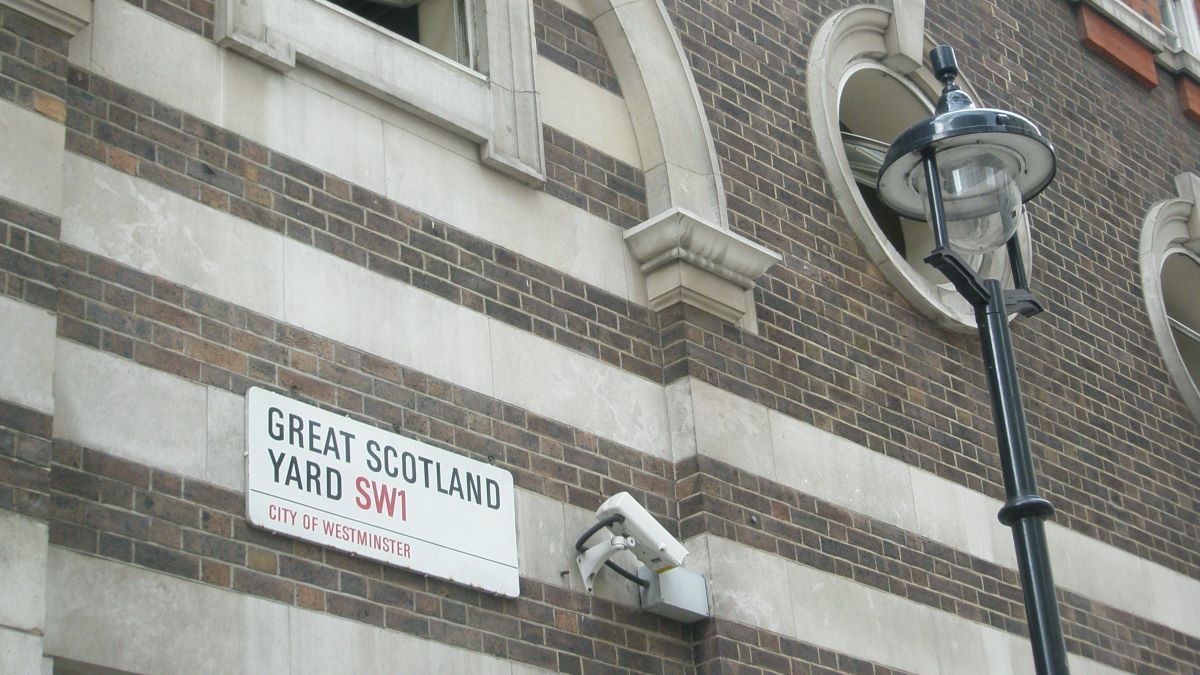 GREAT SCOTLAND
YARD SW1
CITY OF WESTMINSTER